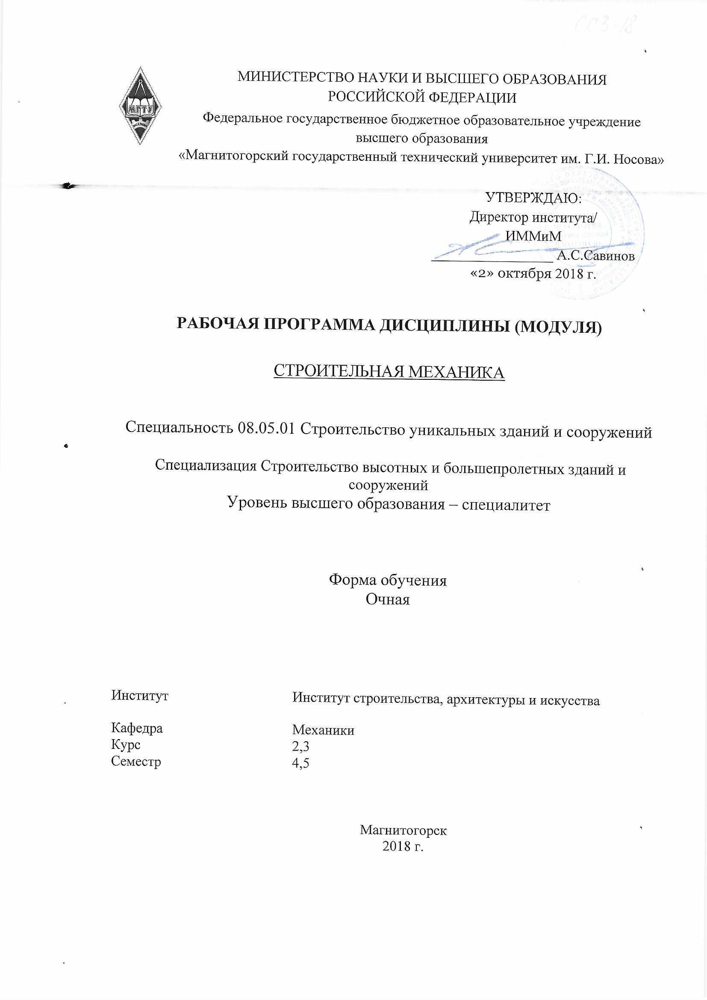 ССЗ-18
МИНИСТЕРСТВО НАУКИ И ВЫСШЕГО ОБРАЗОВАНИЯ
РОССИЙСКОЙ ФЕДЕРАЦИИ
Федеральное государственное бюджетное образовательное учреждение
высшего образования
«Магнитогорский государственный технический университет им. Г.И. Носова»
МГТУ
УТВЕРЖДАЮ:
Директор института/
ИММиМ
А.С.Савинов
«2» октября 2018 г.
РАБОЧАЯ ПРОГРАММА ДИСЦИПЛИНЫ (МОДУЛЯ)
СТРОИТЕЛЬНАЯ МЕХАНИКА
Специальность 08.05.01 Строительство уникальных зданий и сооружений
Специализация Строительство высотных и большепролетных зданий и
сооружений
Уровень высшего образования – специалитет
Форма обучения
Очная
Институт Институт строительства, архитектуры и искусства
Кафедра Механики
Курс 2,3
Семестр 4,5
Магнитогорск
2018 г.